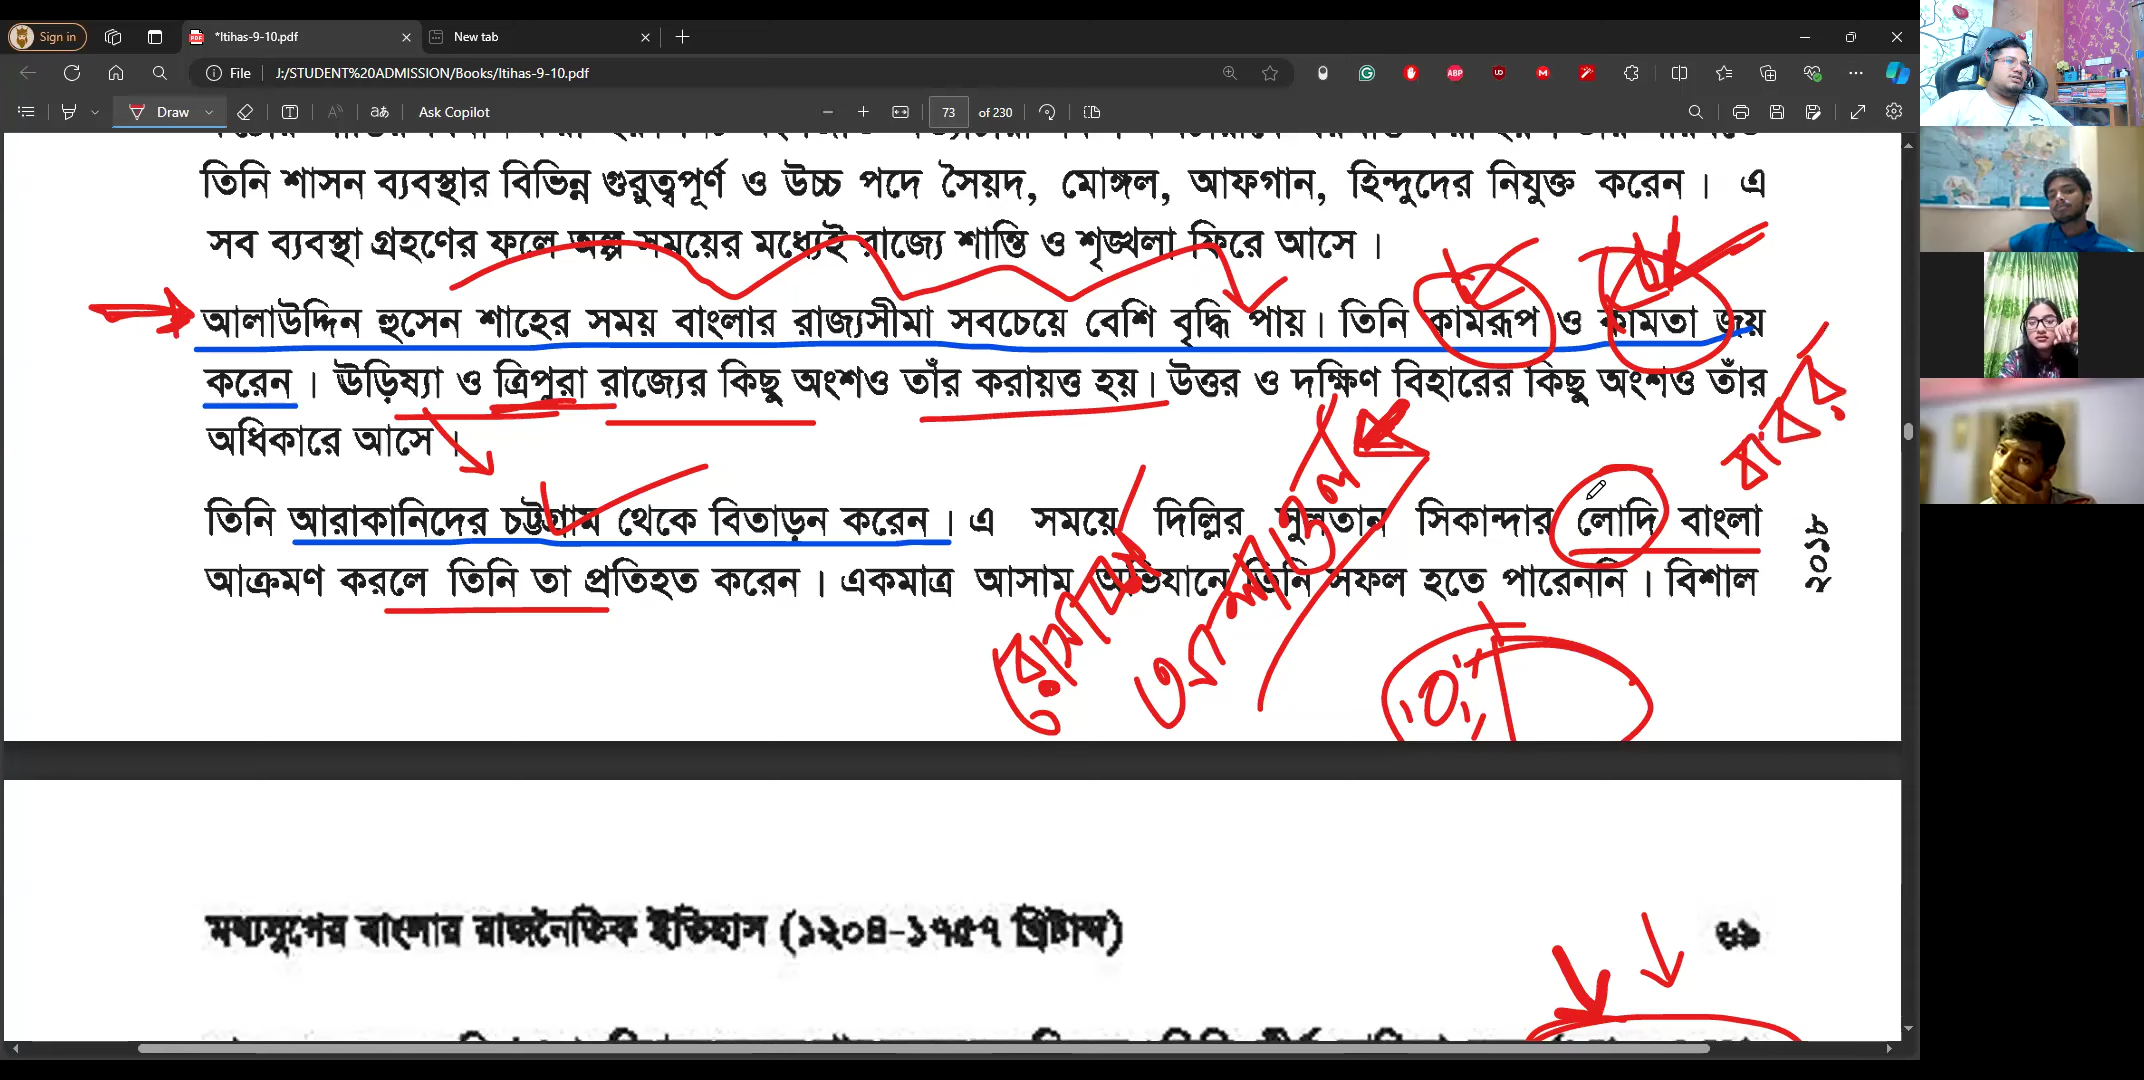 Sign in
*Itihas-9-10.pdf
New tab
File
J:/STUDENT%20ADMISSION/Books/Itihas-9-10.pdf
Draw
Ask Copilot
73 of 230
তিনি শাসন ব্যবস্থার বিভিন্ন গুরুত্বপূর্ণ ও উচ্চ পদে সৈয়দ, মোঙ্গল, আফগান, হিন্দুদের নিযুক্ত করেন। এ
সব ব্যবস্থা গ্রহণের ফলে অল্প সময়ের মধ্যেই রাজ্যে শান্তি ও শৃঙ্খলা ফিরে আসে।
আলাউদ্দিন হুসেন শাহের সময় বাংলার রাজ্যসীমা সবচেয়ে বেশি বৃদ্ধি পায়। তিনি কামরূপ ও কামতা জয়
করেন। উড়িষ্যা ও ত্রিপুরা রাজ্যের কিছু অংশও তাঁর করায়ত্ত হয়। উত্তর ও দক্ষিণ বিহারের কিছু অংশও তাঁর
অধিকারে আসে।
বাবর
তিনি আরাকানিদের চট্টগ্রাম থেকে বিতাড়ন করেন। এ সময়ে দিল্লির সুলতান সিকান্দার লোদি বাংলা
আক্রমণ করলে তিনি তা প্রতিহত করেন। একমাত্র আসাম অভিযানে তিনি সফল হতে পারেননি। বিশাল
২০১৮
মধ্যযুগের বাংলার রাজনৈতিক ইতিহাস (১২০৪-১৭৫৭ খ্রিষ্টাব্দ)
৬৯